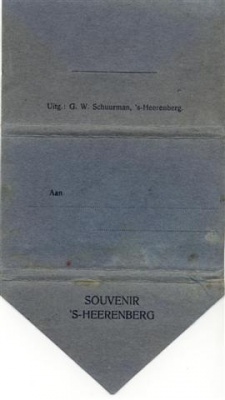 Uitg.: G. W. Schuurman, 's-Heerenberg.
Aan
SOUVENIR
'S-HEERENBERG